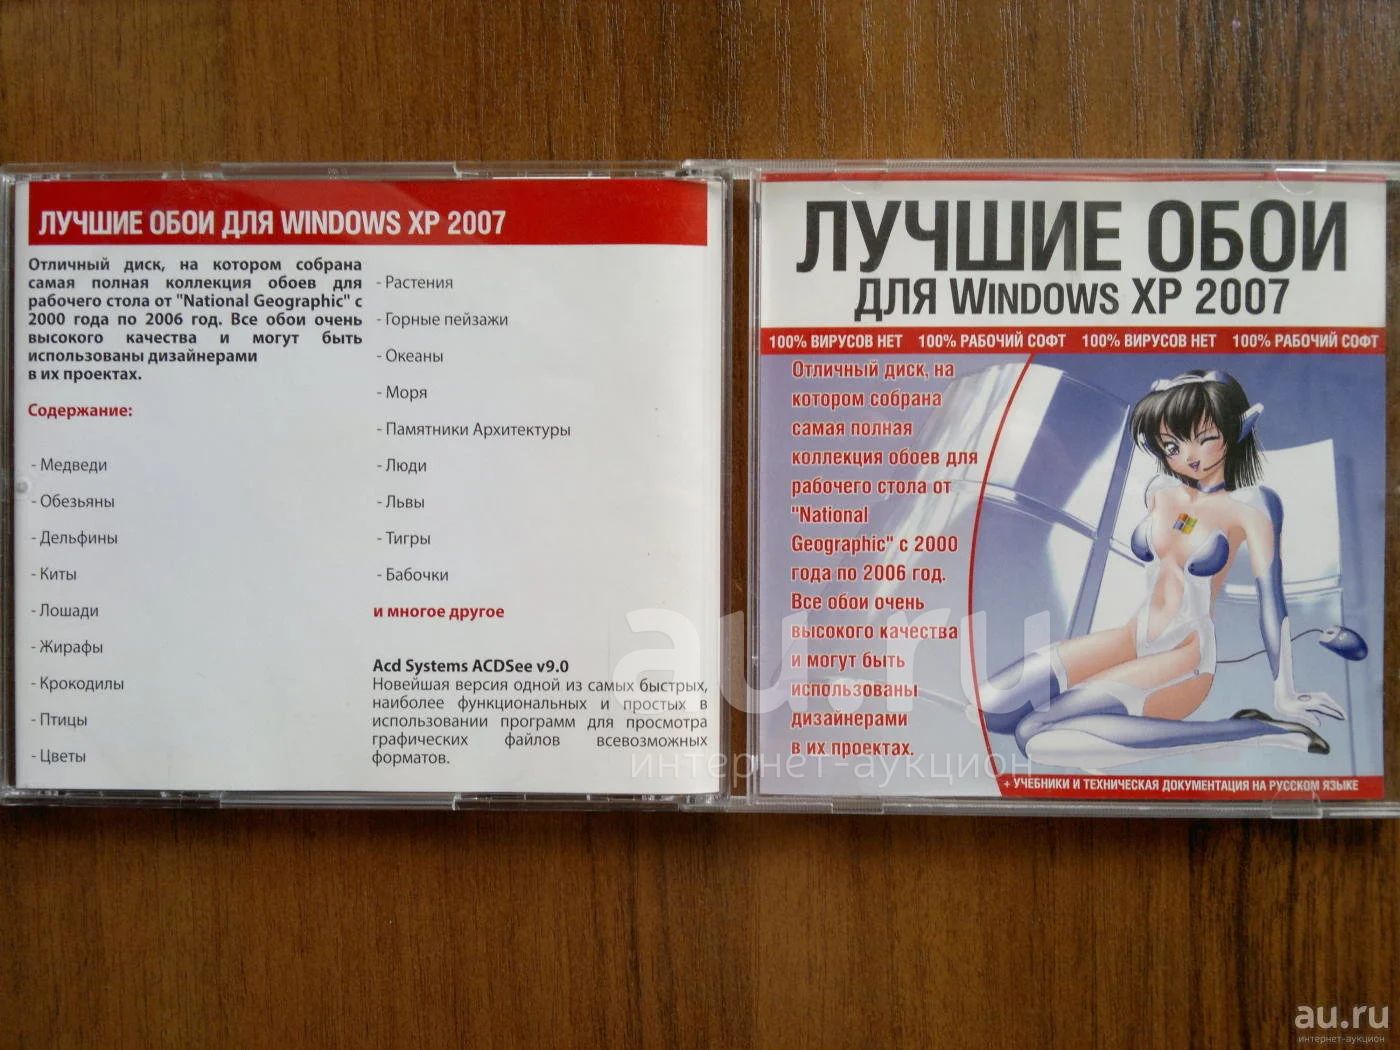 ЛУЧШИЕ ОБОИ ДЛЯ WINDOWS XP 2007
Отличный диск, на котором собрана
самая полная коллекция обоев для
рабочего стола от "National Geographic" с
2000 года по 2006 год. Все обои очень
высокого качества и могут быть
использованы дизайнерами
в их проектах.
Содержание:
- Медведи
- Обезьяны
- Дельфины
- Киты
- Лошади
- Жирафы
- Крокодилы
- Птицы
- Цветы
- Растения
- Горные пейзажи
- Океаны
- Моря
- Памятники Архитектуры
- Люди
- Львы
- Тигры
- Бабочки
и многое другое
Acd Systems ACDSee v9.0
Новейшая версия одной из самых быстрых,
наиболее функциональных и простых в
использовании программ для просмотра
графических файлов всевозможных
форматов.
ЛУЧШИЕ ОБОИ
ДЛЯ WINDOWS XP 2007
100% ВИРУСОВ НЕТ 100% РАБОЧИЙ СОФТ 100% ВИРУСОВ НЕТ 100% РАБОЧИЙ СОФТ
Отличный диск, на
котором собрана
самая полная
коллекция обоев для
рабочего стола от
"National
Geographic" с 2000
года по 2006 год.
Все обои очень
высокого качества
и могут быть
использованы
дизайнерами
в их проектах.
+ УЧЕБНИКИ И ТЕХНИЧЕСКАЯ ДОКУМЕНТАЦИЯ НА РУССКОМ ЯЗЫКЕ
au.ru
интернет-аукцион
au.ru
интернет-аукцион